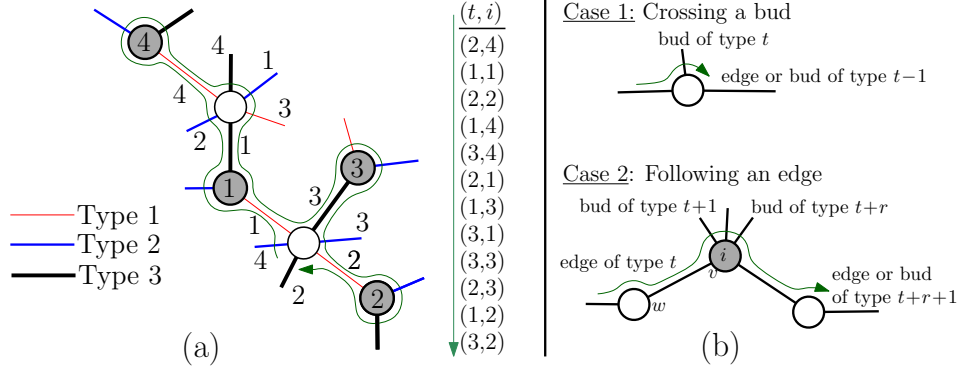 4
4
1
4
3
2
1
1
3
3
1
3
4
2
2
2
Type 1
Type 2
Type 3
(a)
(t, i)
(2,4)
(1,1)
(2,2)
(1,4)
(3,4)
(2,1)
(1,3)
(3,1)
(3,3)
(2,3)
(1,2)
(3,2)
Case 1: Crossing a bud
bud of type t
edge or bud of type t−1
Case 2: Following an edge
bud of type t+1
bud of type t+r
edge of type t
i
v
w
edge or bud
of type t+r+1
(b)